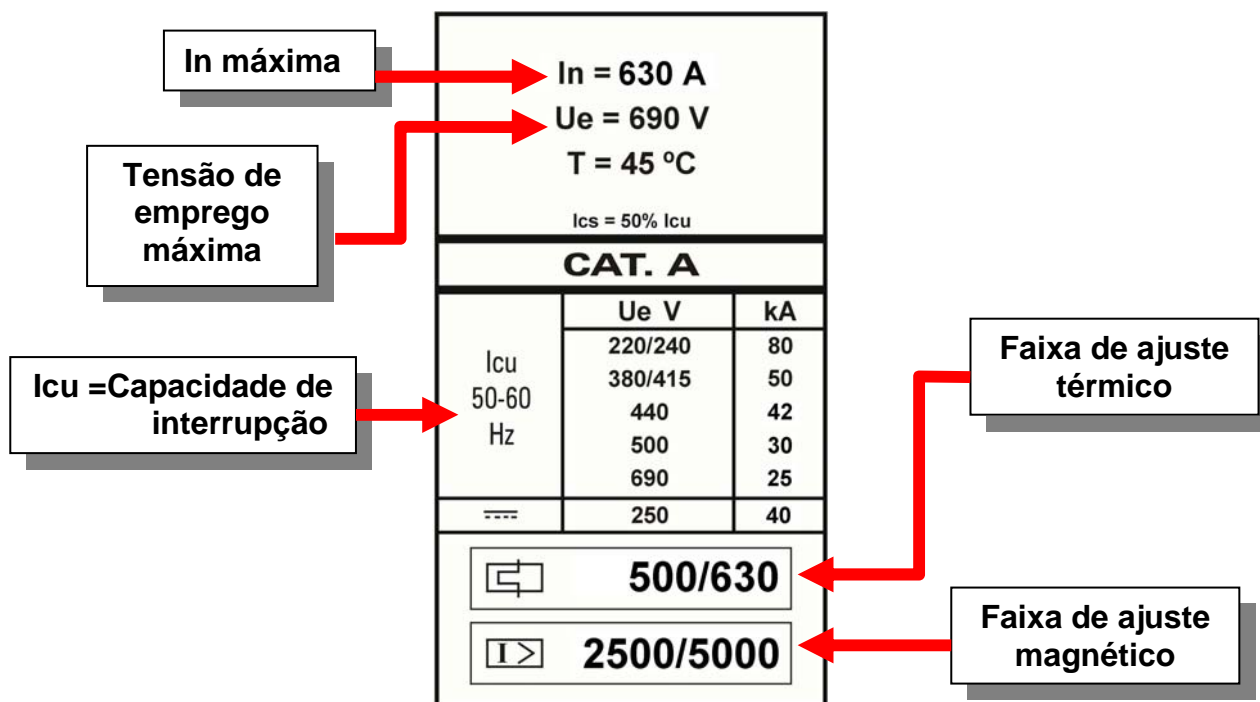 In máxima
In = 630 A
Ue = 690 V
T = 45 ºC
Ics = 50% Icu
Tensão de
emprego
máxima
CAT. A
Icu =Capacidade de
interrupção
Icu
50-60
Hz
Ue V kA
220/240 80
380/415 50
440 42
500 30
690 25
250 40
Faixa de ajuste
térmico
500/630
I > 2500/5000
Faixa de ajuste
magnético